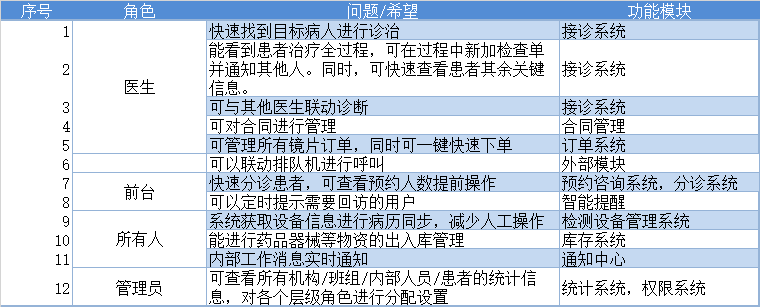 序号 角色 问题/希望 功能模块
1 快速找到目标病人进行诊治 接诊系统
能看到患者治疗全过程，可在过程中新加检查单
2 并通知其他人。同时，可快速查看患者其余关键 接诊系统
信息。
医生
3 可与其他医生联动诊断 接诊系统
4 可对合同进行管理 合同管理
5 可管理所有镜片订单，同时可一键快速下单 订单系统
6 可以联动排队机进行呼叫 外部模块
7 前台 快速分诊患者，可查看预约人数提前操作 预约咨询系统，分诊系统
8 可以定时提示需要回访的用户 智能提醒
9 系统获取设备信息进行病历同步，减少人工操作 检测设备管理系统
10 所有人 能进行药品器械等物资的出入库管理 库存系统
11 内部工作消息实时通知 通知中心
12 管理员 可查看所有机构/班组/内部人员/患者的统计信 统计系统，权限系统
息，对各个层级角色进行分配设置